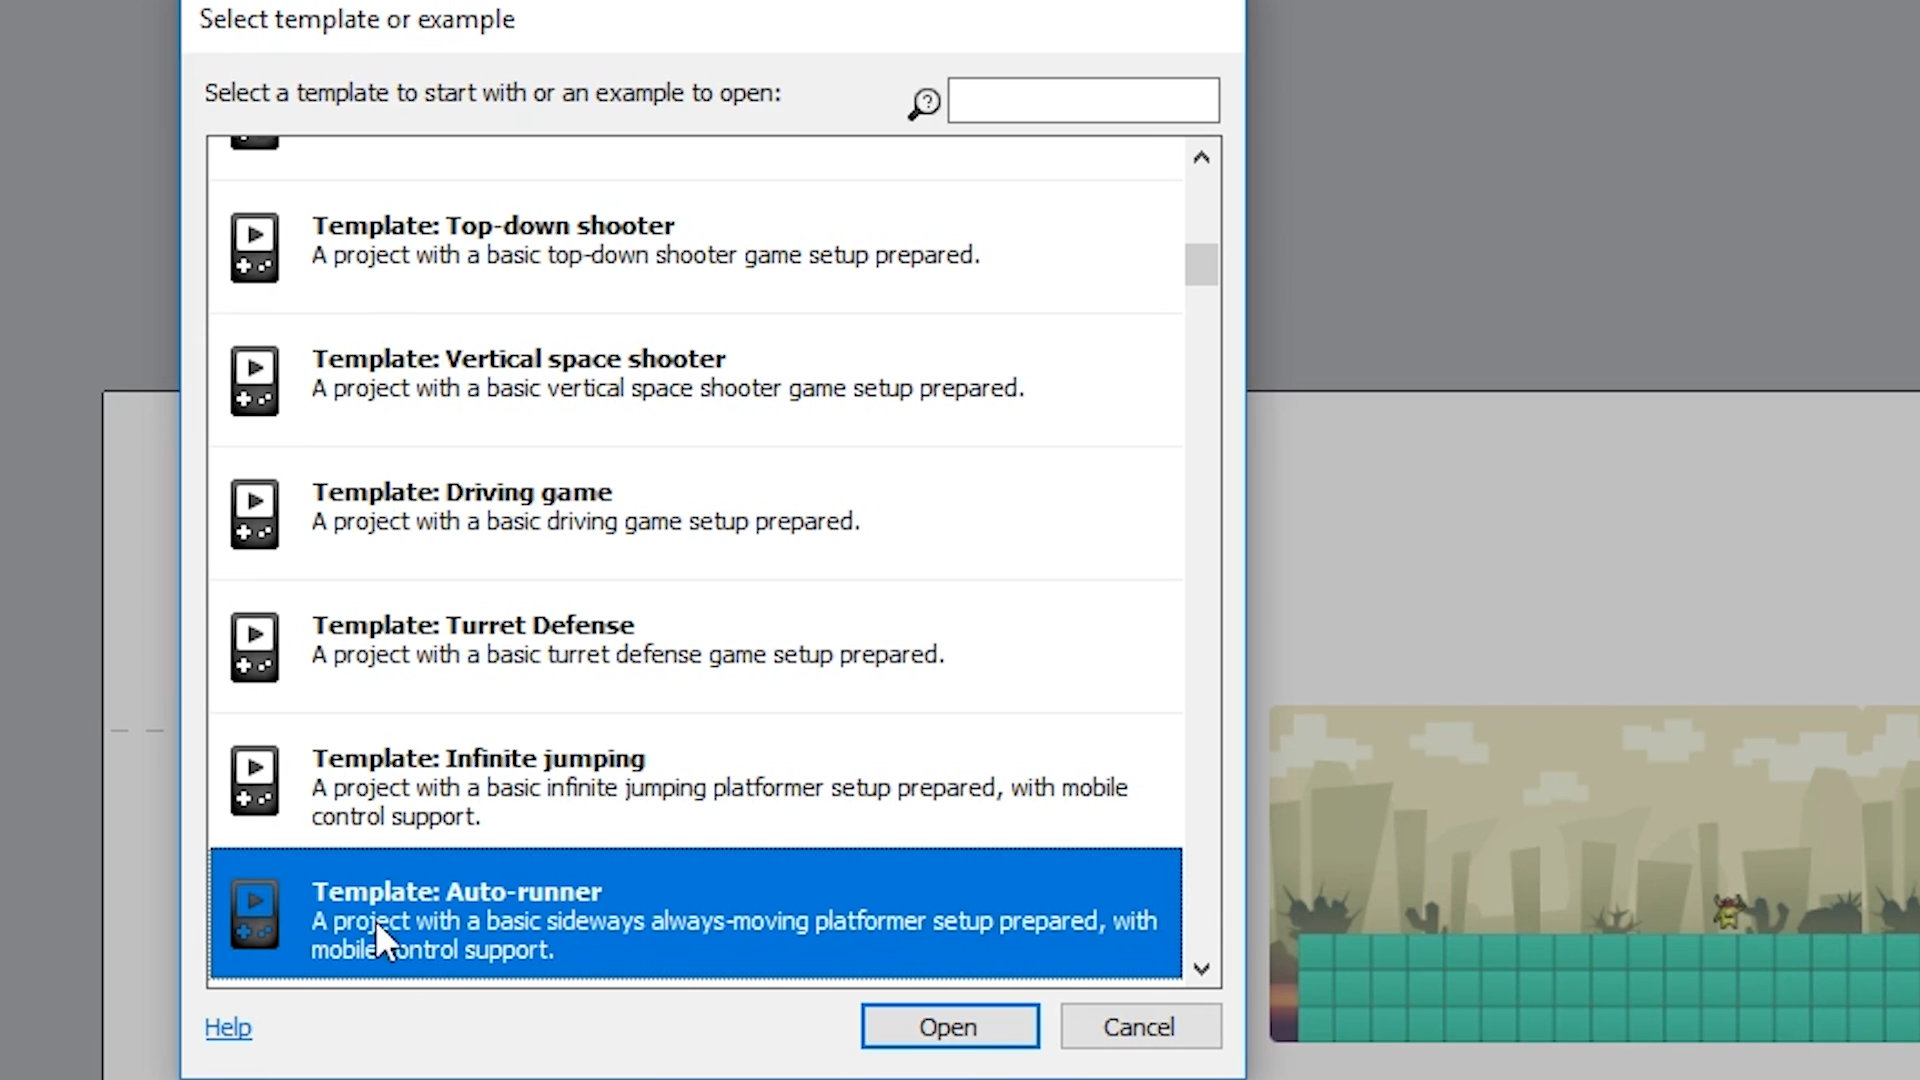 Select template or example
Select a template to start with or an example to open:
Template: Top-down shooter
A project with a basic top-down shooter game setup prepared.
Template: Vertical space shooter
A project with a basic vertical space shooter game setup prepared.
Template: Driving game
A project with a basic driving game setup prepared.
Template: Turret Defense
A project with a basic turret defense game setup prepared.
Template: Infinite jumping
A project with a basic infinite jumping platformer setup prepared, with mobile
control support.
Template: Auto-runner
A project with a basic sideways always-moving platformer setup prepared, with
mobile control support.
Help
Open
Cancel